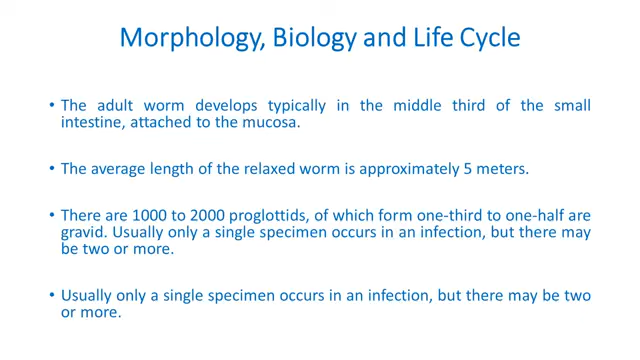 Morphology, Biology and Life Cycle
• The adult worm develops typically in the middle third of the small
intestine, attached to the mucosa.
• The average length of the relaxed worm is approximately 5 meters.
• There are 1000 to 2000 proglottids, of which form one-third to one-half are
gravid. Usually only a single specimen occurs in an infection, but there may
be two or more.
• Usually only a single specimen occurs in an infection, but there may be two
or more.